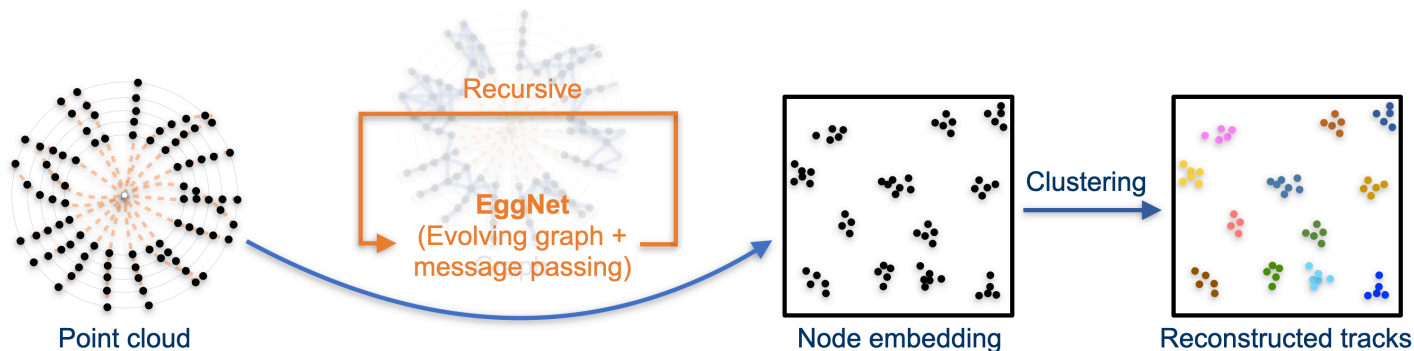 Recursive
EggNet
(Evolving graph +
message passing)
Clustering
Point cloud
Node embedding
Reconstructed tracks